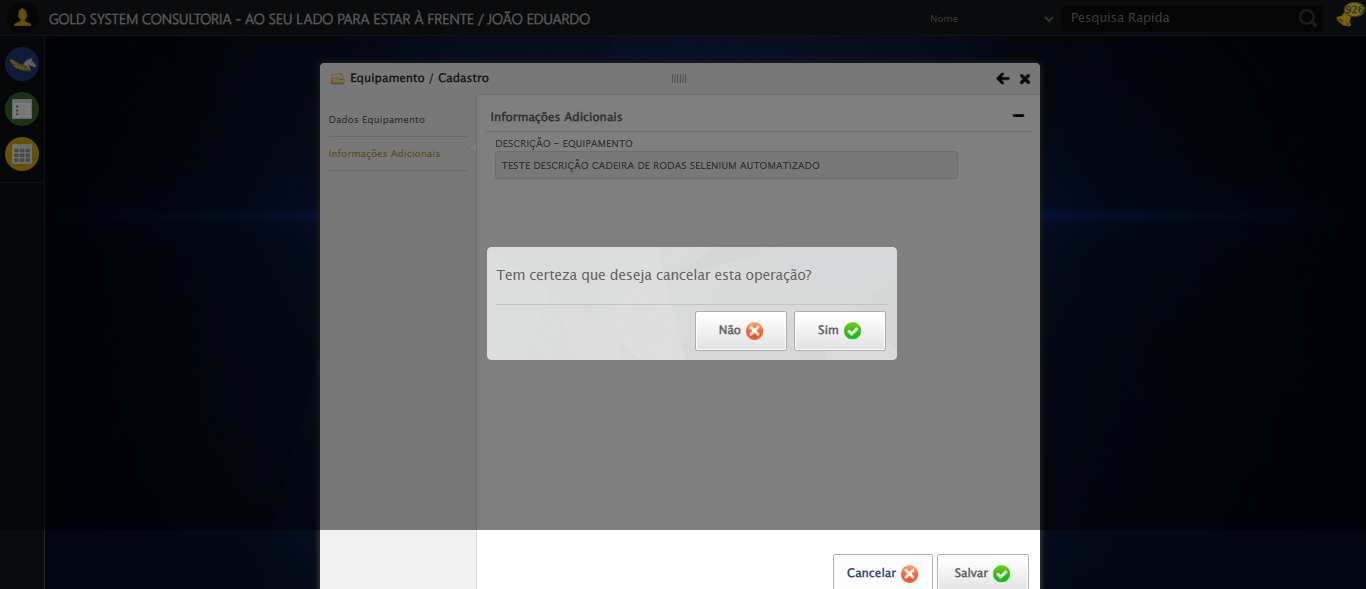 GOLD SYSTEM CONSULTORIA - AO SEU LADO PARA ESTAR À FRENTE / JOÃO EDUARDO
Nome
Pesquisa Rapida
926
Equipamento / Cadastro
Dados Equipamento
Informações Adicionais
Informações Adicionais
DESCRIÇÃO - EQUIPAMENTO
TESTE DESCRIÇÃO CADEIRA DE RODAS SELENIUM AUTOMATIZADO
Tem certeza que deseja cancelar esta operação?
Não
Sim
Cancelar
Salvar